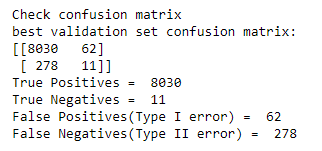 Check confusion matrix
best validation set confusion matrix:
[[8030   62]
 [ 278   11]]
True Positives =  8030
True Negatives =  11
False Positives(Type I error) =  62
False Negatives(Type II error) =  278